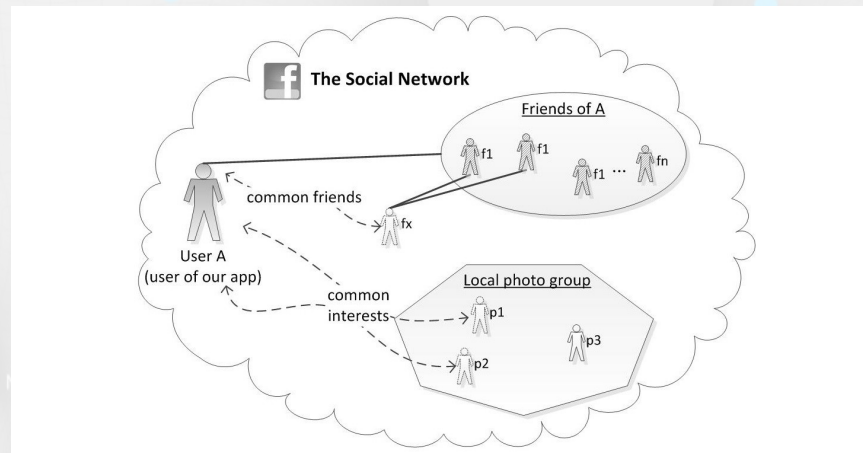 f The Social Network
Friends of A
f1
f1
f1 ... fn
common friends
fx
User A
(user of our app)
Local photo group
common
interests
p1
p3
p2